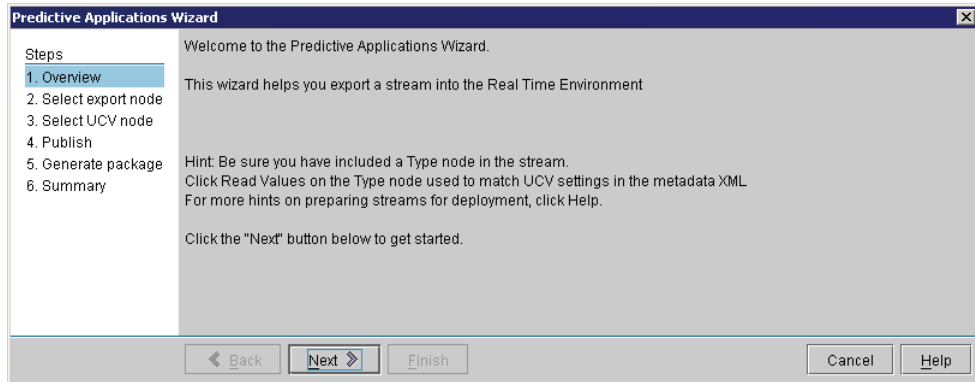 Predictive Applications Wizard
Steps
1. Overview
2. Select export node
3. Select UCV node
4. Publish
5. Generate package
6. Summary
Welcome to the Predictive Applications Wizard.
This wizard helps you export a stream into the Real Time Environment
Hint: Be sure you have included a Type node in the stream.
Click Read Values on the Type node used to match UCV settings in the metadata XML
For more hints on preparing streams for deployment, click Help.
Click the "Next" button below to get started.
Back
Next
Finish
Cancel
Help